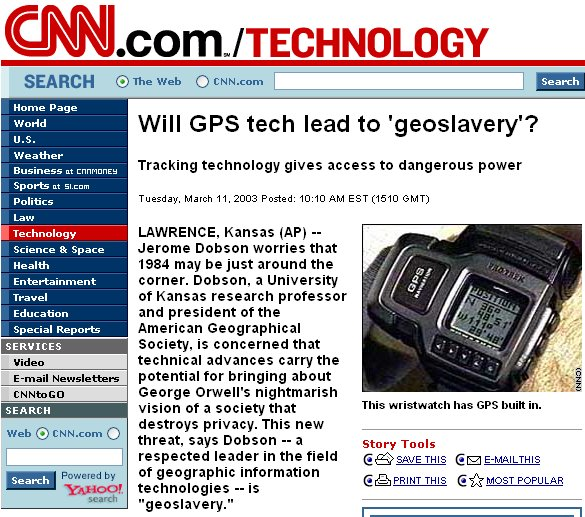 CNN.com./TECHNOLOGY
SEARCH The Web CNN.com Search
Home Page
World
U.S.
Weather
Business at CNNMONEY
Sports at SI.com
Politics
Law
Technology
Science & Space
Health
Entertainment
Travel
Education
Special Reports
SERVICES
Video
E-mail Newsletters
CNNtoGO
SEARCH
Web CNN.com
Search
Powered by
YAHOO!
search
Will GPS tech lead to 'geoslavery'?
Tracking technology gives access to dangerous power
Tuesday, March 11, 2003 Posted: 10:10 AM EST (1510 GMT)
LAWRENCE, Kansas (AP) --
Jerome Dobson worries that
1984 may be just around the
corner. Dobson, a University
of Kansas research professor
and president of the
American Geographical
Society, is concerned that
technical advances carry the
potential for bringing about
George Orwell's nightmarish
vision of a society that
destroys privacy. This new
threat, says Dobson -- a
respected leader in the field
of geographic information
technologies -- is
"geoslavery."
GPS
NAVIGATION
PROTREK
POSITION
(CNN)
This wristwatch has GPS built in.
Story Tools
SAVE THIS E-MAIL THIS
PRINT THIS MOST POPULAR